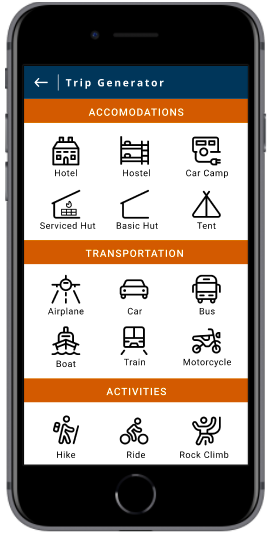 Trip Generator
ACCOMODATIONS
Hotel Hostel Car Camp
Serviced Hut Basic Hut Tent
TRANSPORTATION
Airplane Car Bus
Boat Train Motorcycle
ACTIVITIES
Hike Ride Rock Climb